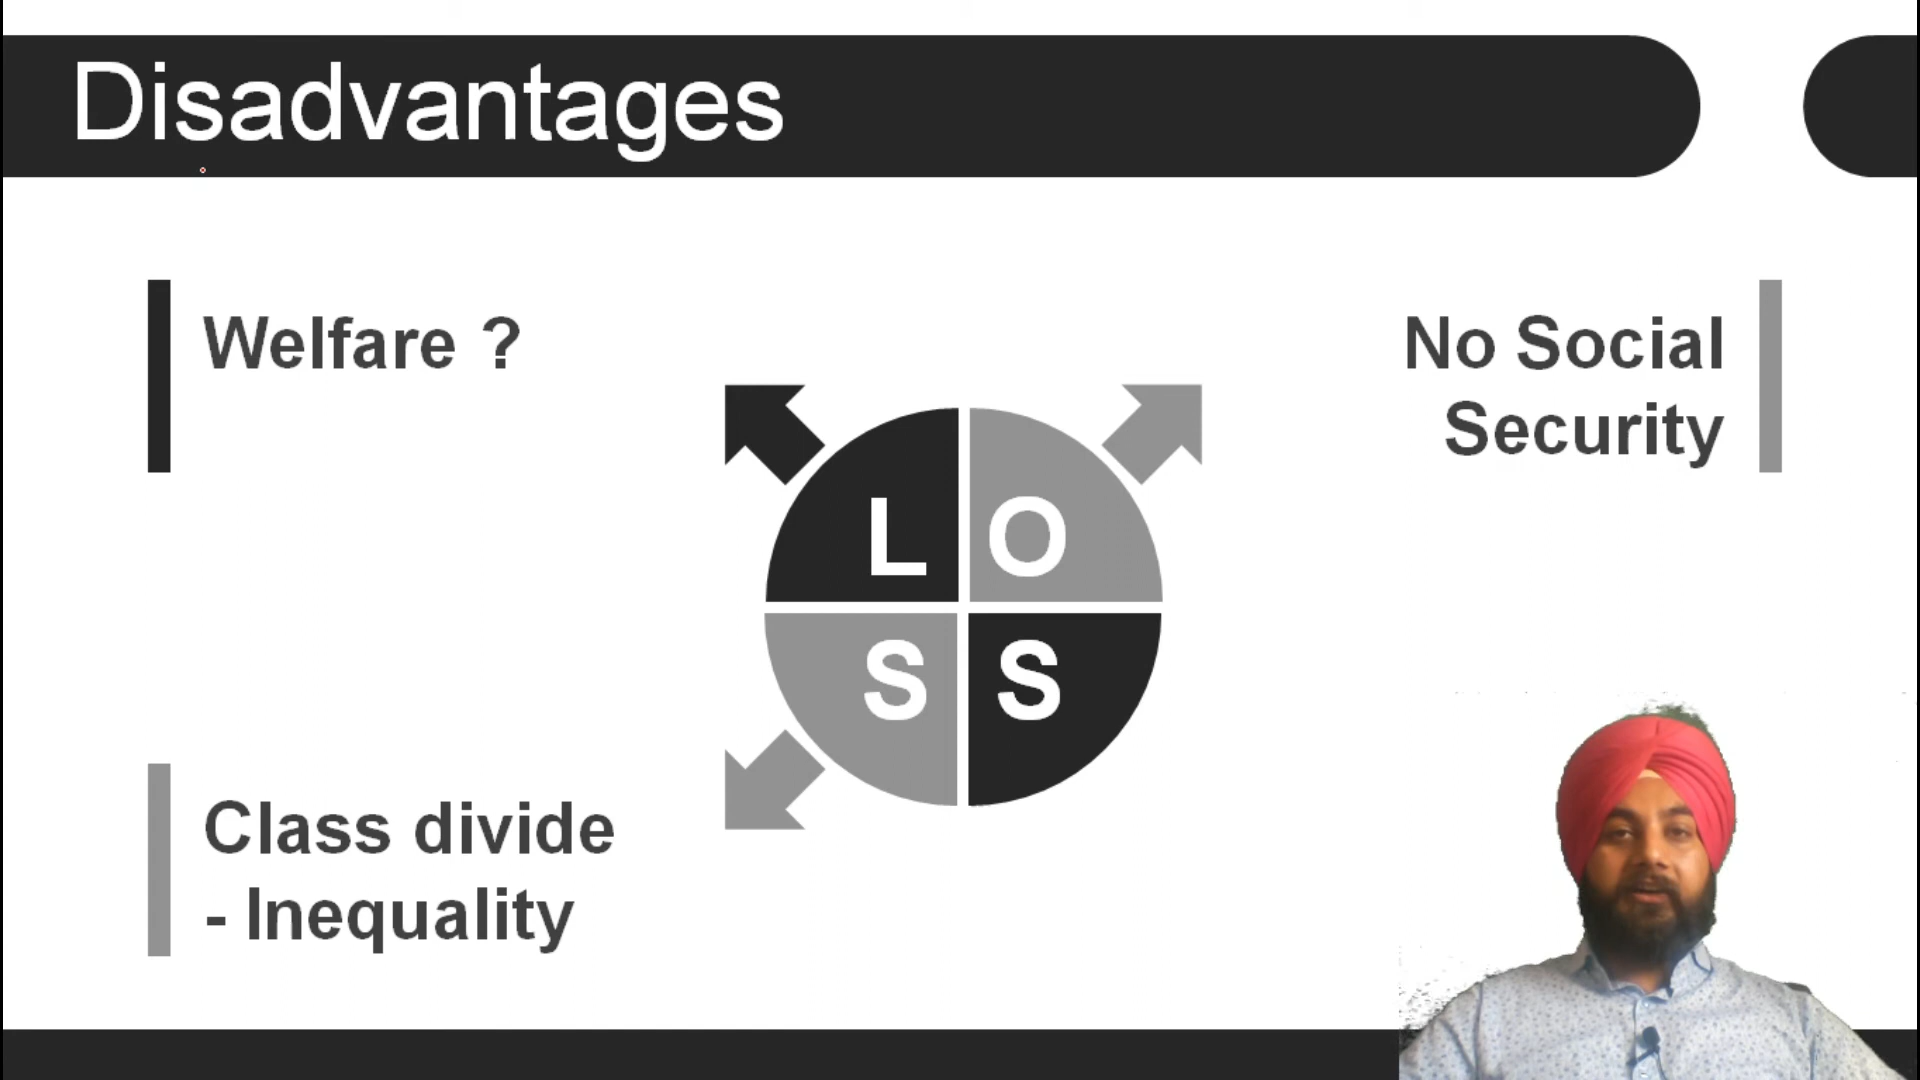 Disadvantages
Welfare ?
No Social
Security
L O
S S
Class divide
- Inequality